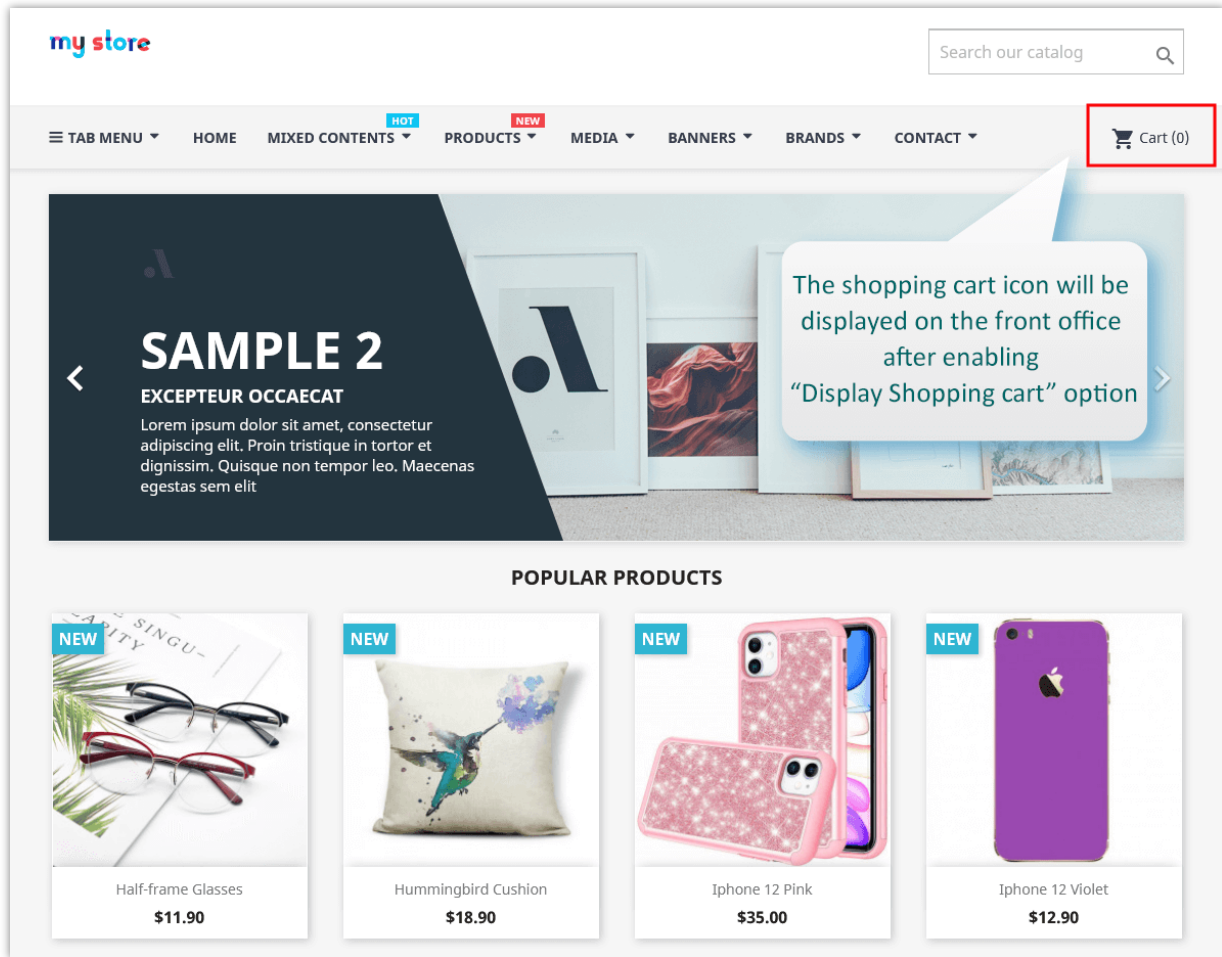 my store
Search our catalog
HOT
NEW
TAB MENU
HOME
MIXED CONTENTS
PRODUCTS
MEDIA
BANNERS
BRANDS
CONTACT
Cart (0)
SAMPLE 2
EXCEPTEUR OCCAECAT
Lorem ipsum dolor sit amet, consectetur
adipiscing elit. Proin tristique in tortor et
dignissim. Quisque non tempor leo. Maecenas
egestas sem elit
The shopping cart icon will be
displayed on the front office
after enabling
“Display Shopping cart” option
POPULAR PRODUCTS
NEW
NEW
NEW
NEW
SINGU-
ARITY
Half-frame Glasses
$11.90
Hummingbird Cushion
$18.90
Iphone 12 Pink
$35.00
Iphone 12 Violet
$12.90